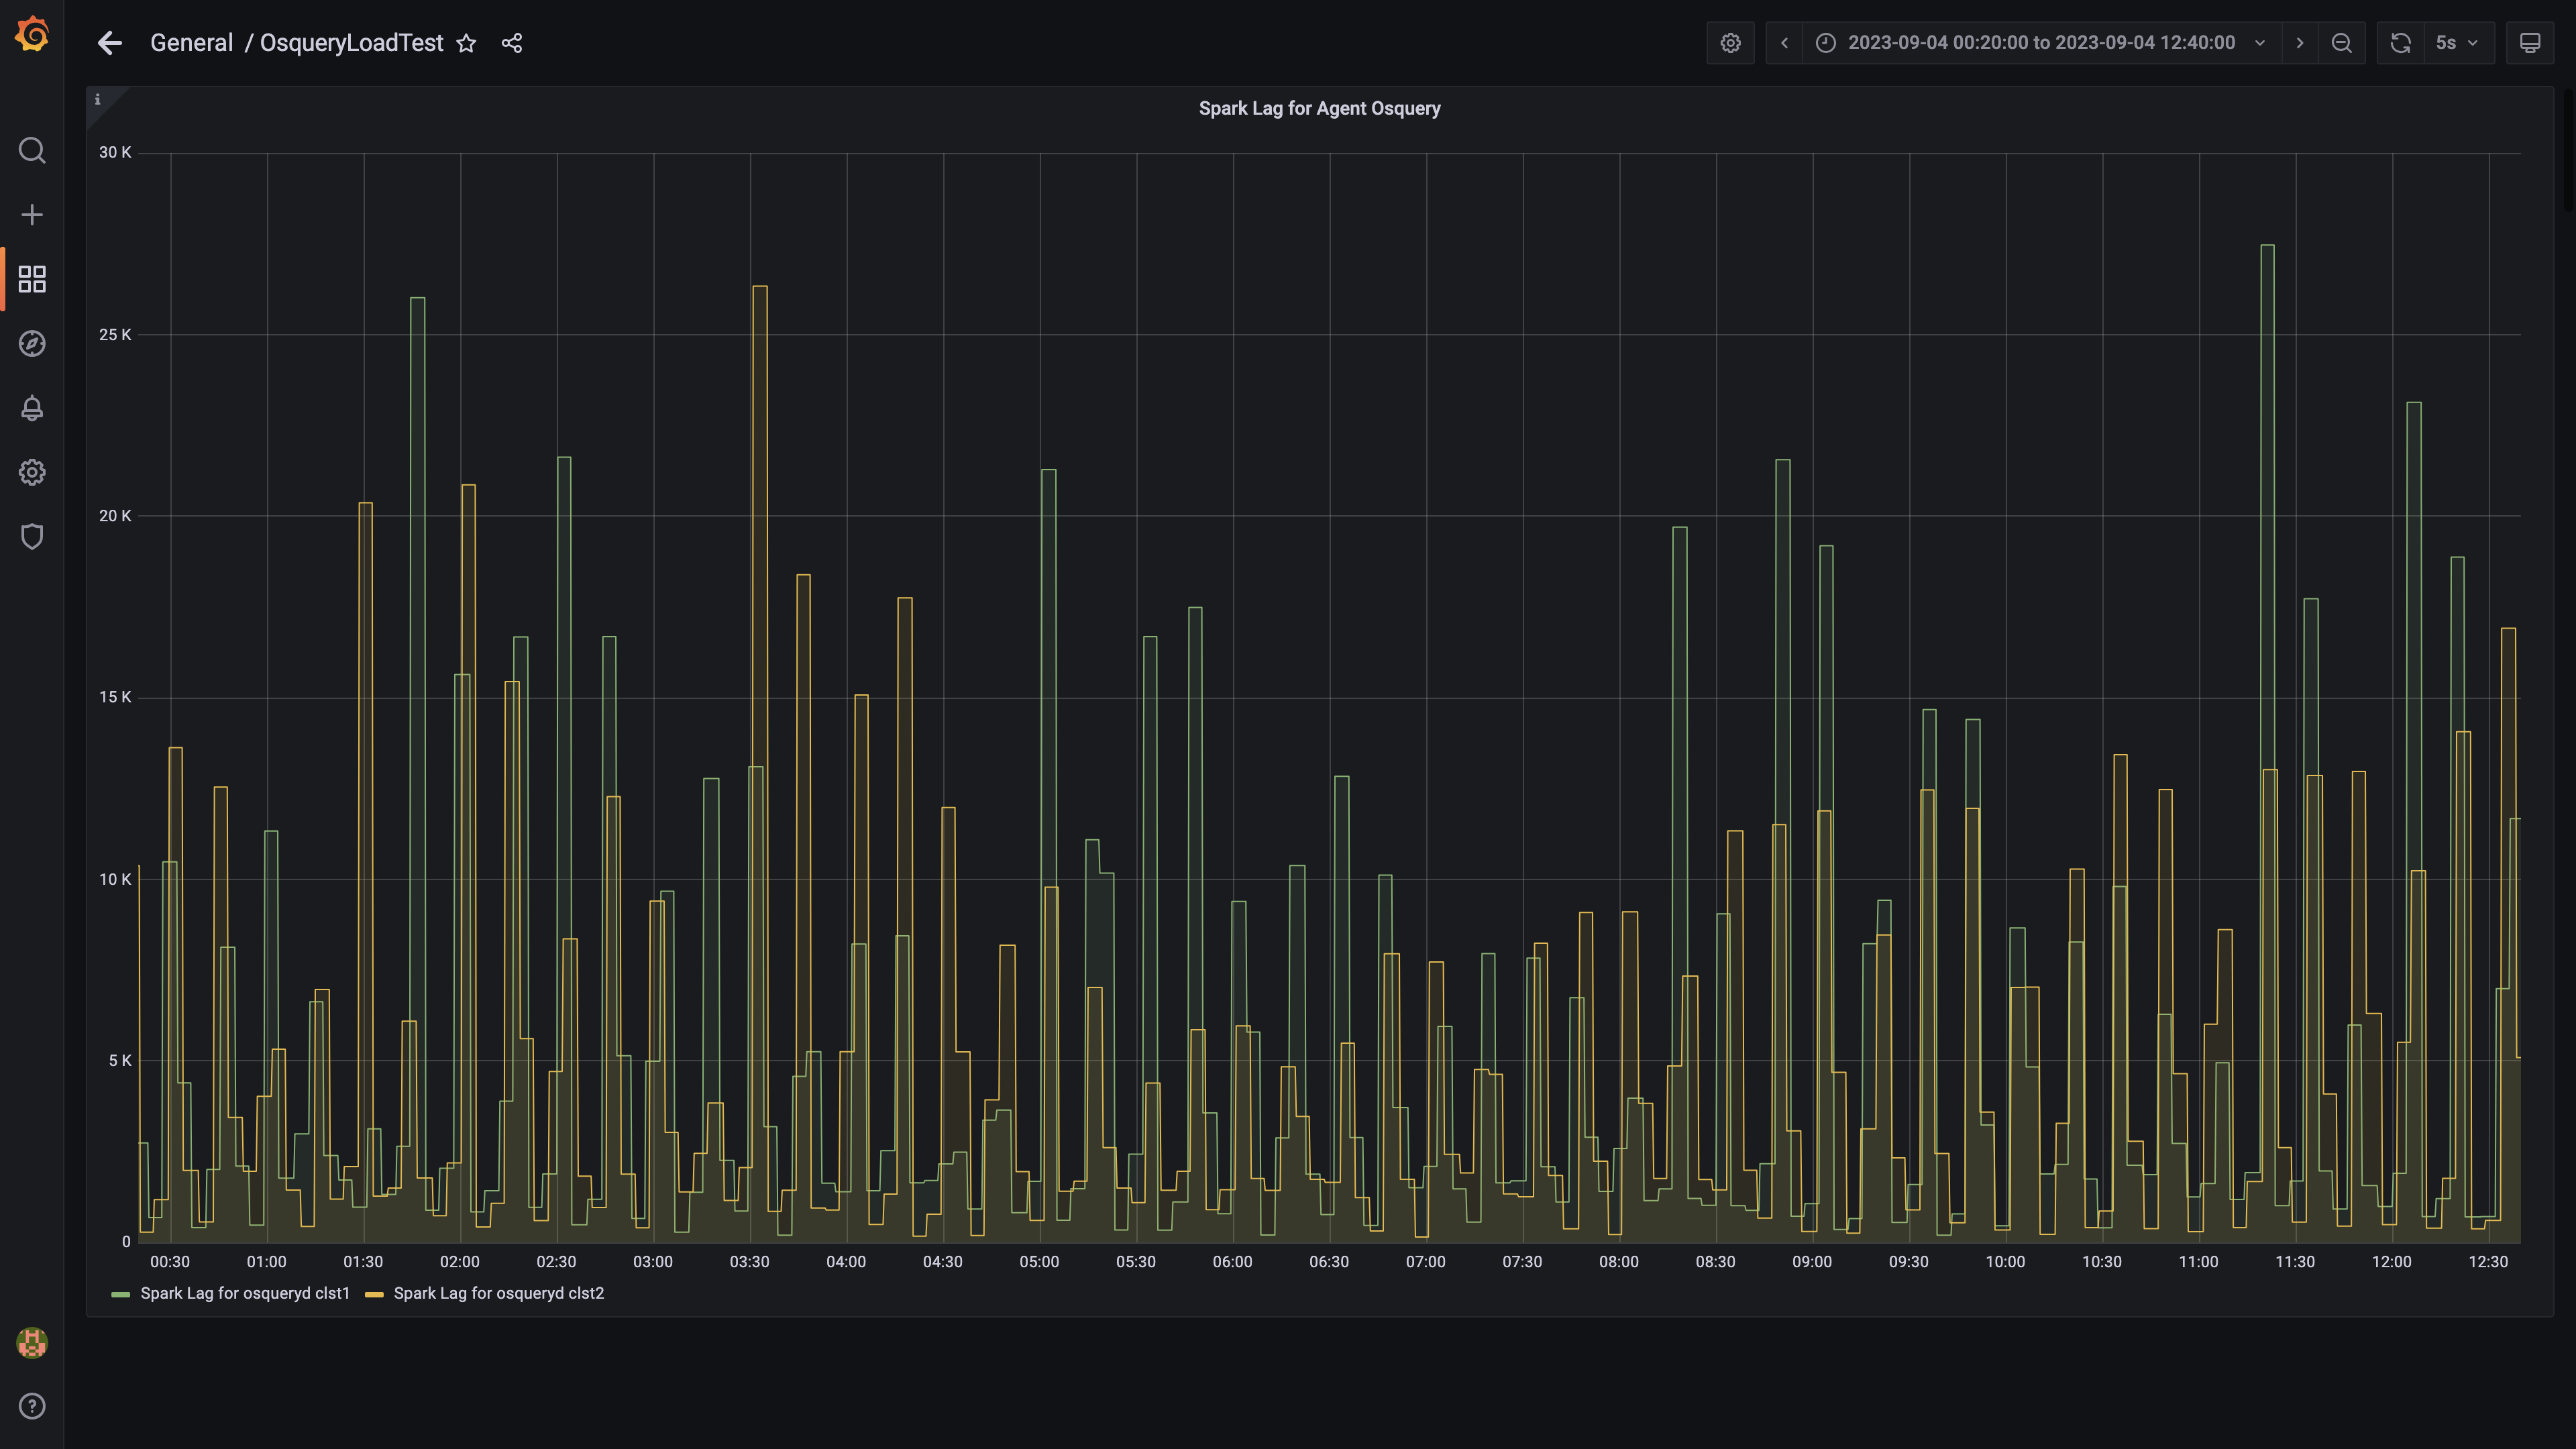 General / OsqueryLoadTest
2023-09-04 00:20:00 to 2023-09-04 12:40:00
5s
i
Spark Lag for Agent Osquery
30 K
25 K
20 K
15 K
10 K
5 K
0
00:30 01:00 01:30 02:00 02:30 03:00 03:30 04:00 04:30 05:00 05:30 06:00 06:30 07:00 07:30 08:00 08:30 09:00 09:30 10:00 10:30 11:00 11:30 12:00 12:30
Spark Lag for osqueryd clst1 Spark Lag for osqueryd clst2